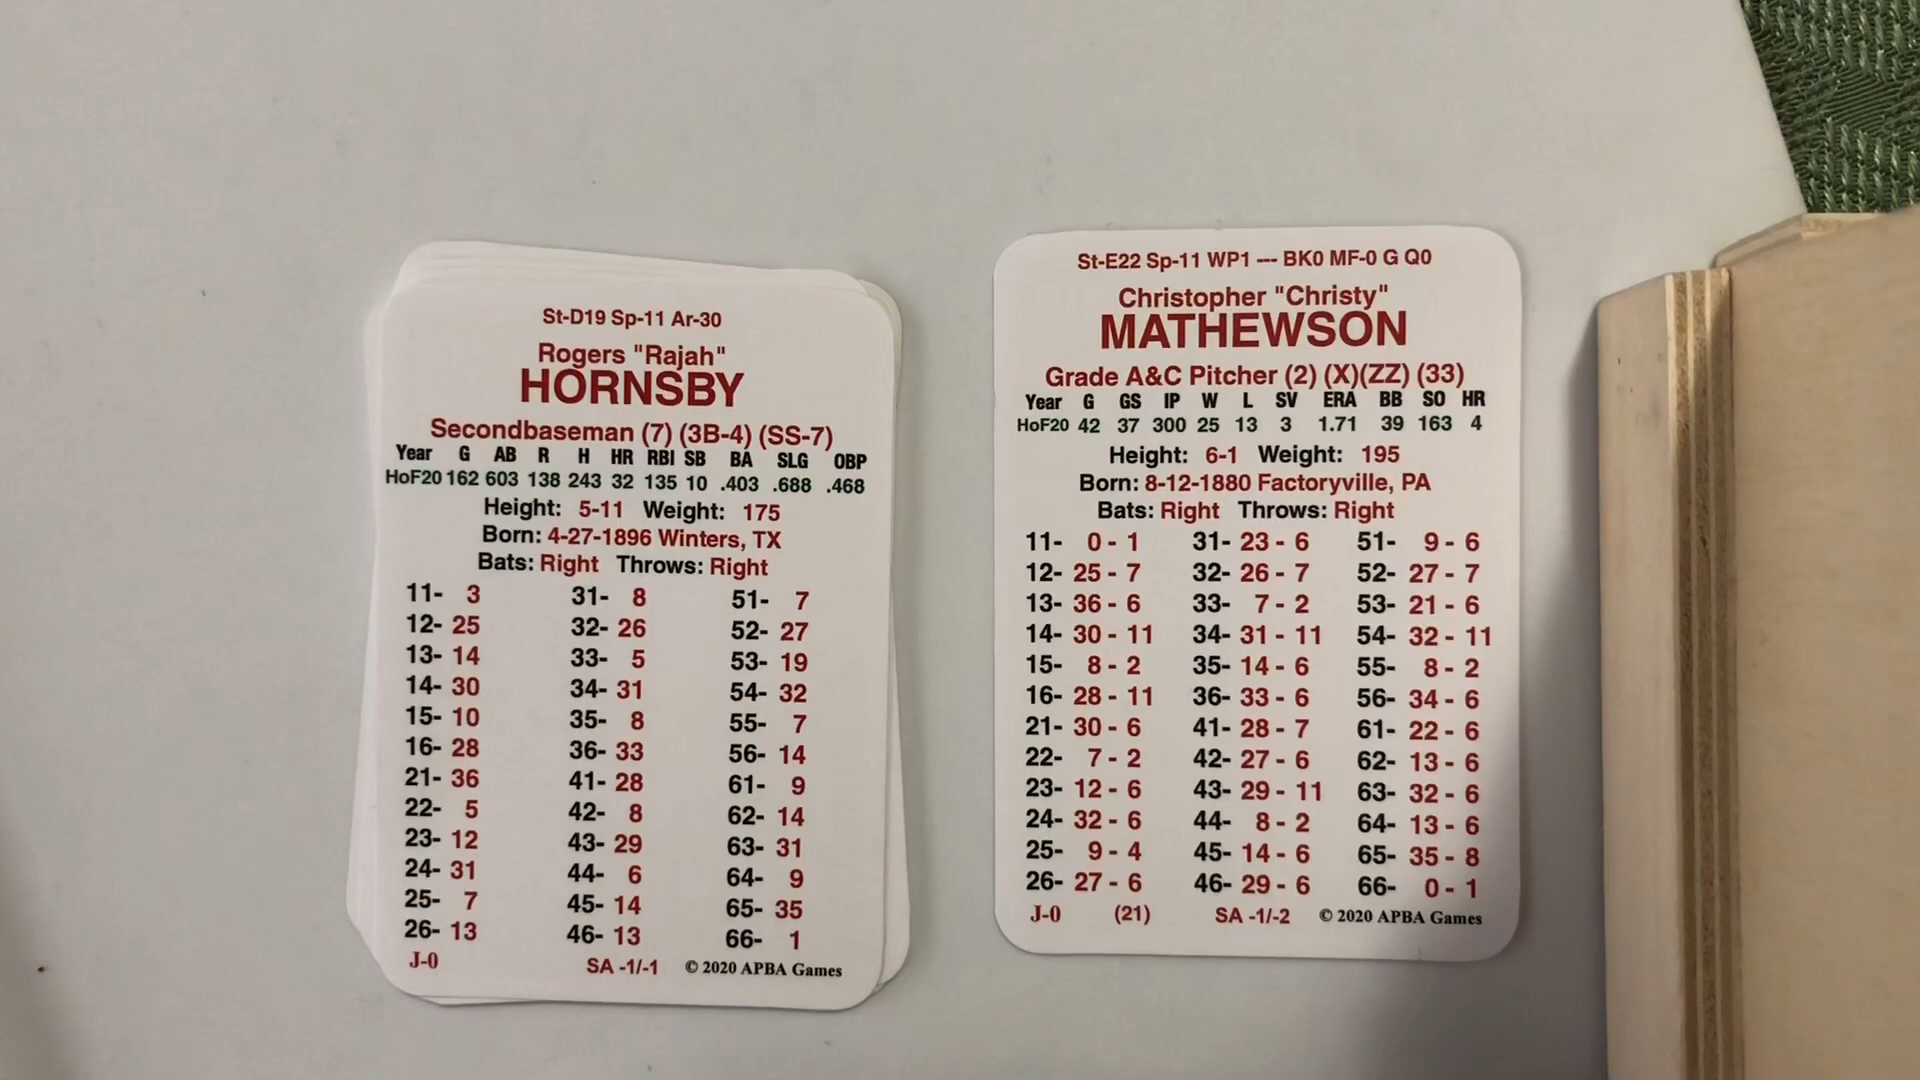 St-D19 Sp-11 Ar-30
Rogers "Rajah"
HORNSBY
Secondbaseman (7) (3B-4) (SS-7)
Year G AB R H HR RBI SB BA SLG OBP
HoF20 162 603 138 243 32 135 10 .403 .688 .468
Height: 5-11 Weight: 175
Born: 4-27-1896 Winters, TX
Bats: Right Throws: Right
11- 3 31- 8 51- 7
12- 25 32- 26 52- 27
13- 14 33- 5 53- 19
14- 30 34- 31 54- 32
15- 10 35- 8 55- 7
16- 28 36- 33 56- 14
21- 36 41- 28 61- 9
22- 5 42- 8 62- 14
23- 12 43- 29 63- 31
24- 31 44- 6 64- 9
25- 7 45- 14 65- 35
26- 13 46- 13 66- 1
J-0 SA -1/-1 © 2020 APBA Games
St-E22 Sp-11 WP1 --- BK0 MF-0 G Q0
Christopher "Christy"
MATHEWSON
Grade A&C Pitcher (2) (X)(ZZ) (33)
Year G GS IP W L SV ERA BB SO HR
HoF20 42 37 300 25 13 3 1.71 39 163 4
Height: 6-1 Weight: 195
Born: 8-12-1880 Factoryville, PA
Bats: Right Throws: Right
11- 0 - 1 31- 23 - 6 51- 9 - 6
12- 25 - 7 32- 26 - 7 52- 27 - 7
13- 36 - 6 33- 7 - 2 53- 21 - 6
14- 30 - 11 34- 31 - 11 54- 32 - 11
15- 8 - 2 35- 14 - 6 55- 8 - 2
16- 28 - 11 36- 33 - 6 56- 34 - 6
21- 30 - 6 41- 28 - 7 61- 22 - 6
22- 7 - 2 42- 27 - 6 62- 13 - 6
23- 12 - 6 43- 29 - 11 63- 32 - 6
24- 32 - 6 44- 8 - 2 64- 13 - 6
25- 9 - 4 45- 14 - 6 65- 35 - 8
26- 27 - 6 46- 29 - 6 66- 0 - 1
J-0 (21) SA -1/-2 © 2020 APBA Games